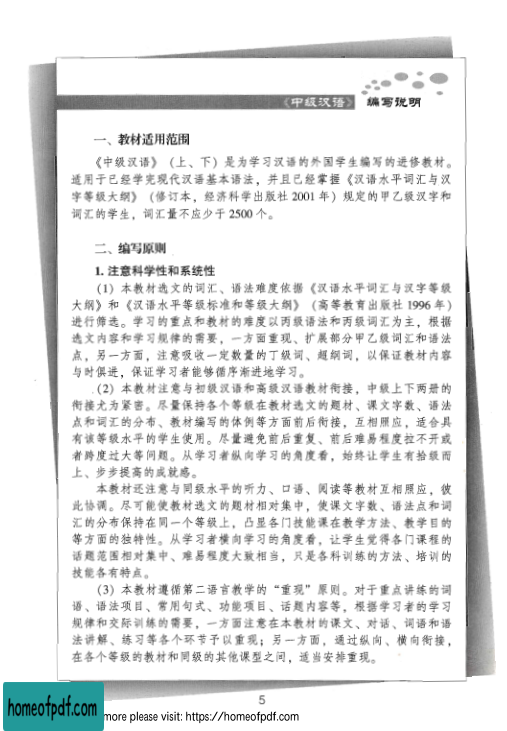 《中级汉语》 编写说明
一、教材适用范围
《中级汉语》（上、下）是为学习汉语的外国学生编写的进修教材。
适用于已经学完现代汉语基本语法，并且已经掌握《汉语水平词汇与汉
字等级大纲》（修订本，经济科学出版社 2001 年）规定的甲乙级汉字和
词汇的学生，词汇量不应少于 2500 个。
二、编写原则
1. 注意科学性和系统性
(1) 本教材选文的词汇、语法难度依据《汉语水平词汇与汉字等级
大纲》和《汉语水平等级标准和等级大纲》（高等教育出版社 1996 年）
进行筛选。学习的重点和教材的难度以丙级语法和丙级词汇为主，根据
选文内容和学习规律的需要，一方面重现、扩展部分甲乙级词汇和语法
点，另一方面，注意吸收一定数量的丁级词、超纲词，以保证教材内容
与时俱进，保证学习者能够循序渐进地学习。
(2) 本教材注意与初级汉语和高级汉语教材衔接，中级上下两册的
衔接尤为紧密。尽量保持各个等级在教材选文的题材、课文字数、语法
点和词汇的分布、教材编写的体例等方面前后衔接，互相照应，适合具
有该等级水平的学生使用。尽量避免前后重复、前后难易程度拉不开或
者跨度过大等问题。从学习者纵向学习的角度看，始终让学生有拾级而
上、步步提高的成就感。
本教材还注意与同级水平的听力、口语、阅读等教材互相照应，彼
此协调。尽可能使教材选文的题材相对集中，使课文字数、语法点和词
汇的分布保持在同一个等级上，凸显各门技能课在教学方法、教学目的
等方面的独特性。从学习者横向学习的角度看，让学生觉得各门课程的
话题范围相对集中、难易程度大致相当，只是各科训练的方法、培训的
技能各有特点。
(3) 本教材遵循第二语言教学的“重现”原则。对于重点讲练的词
语、语法项目、常用句式、功能项目、话题内容等，根据学习者的学习
规律和交际训练的需要，一方面注意在本教材的课文、对话、词语和语
法讲解、练习等各个环节予以重现；另一方面，通过纵向、横向衔接，
在各个等级的教材和同级的其他课型之间，适当安排重现。
5
homeofpdf.com
more please visit: https://homeofpdf.com